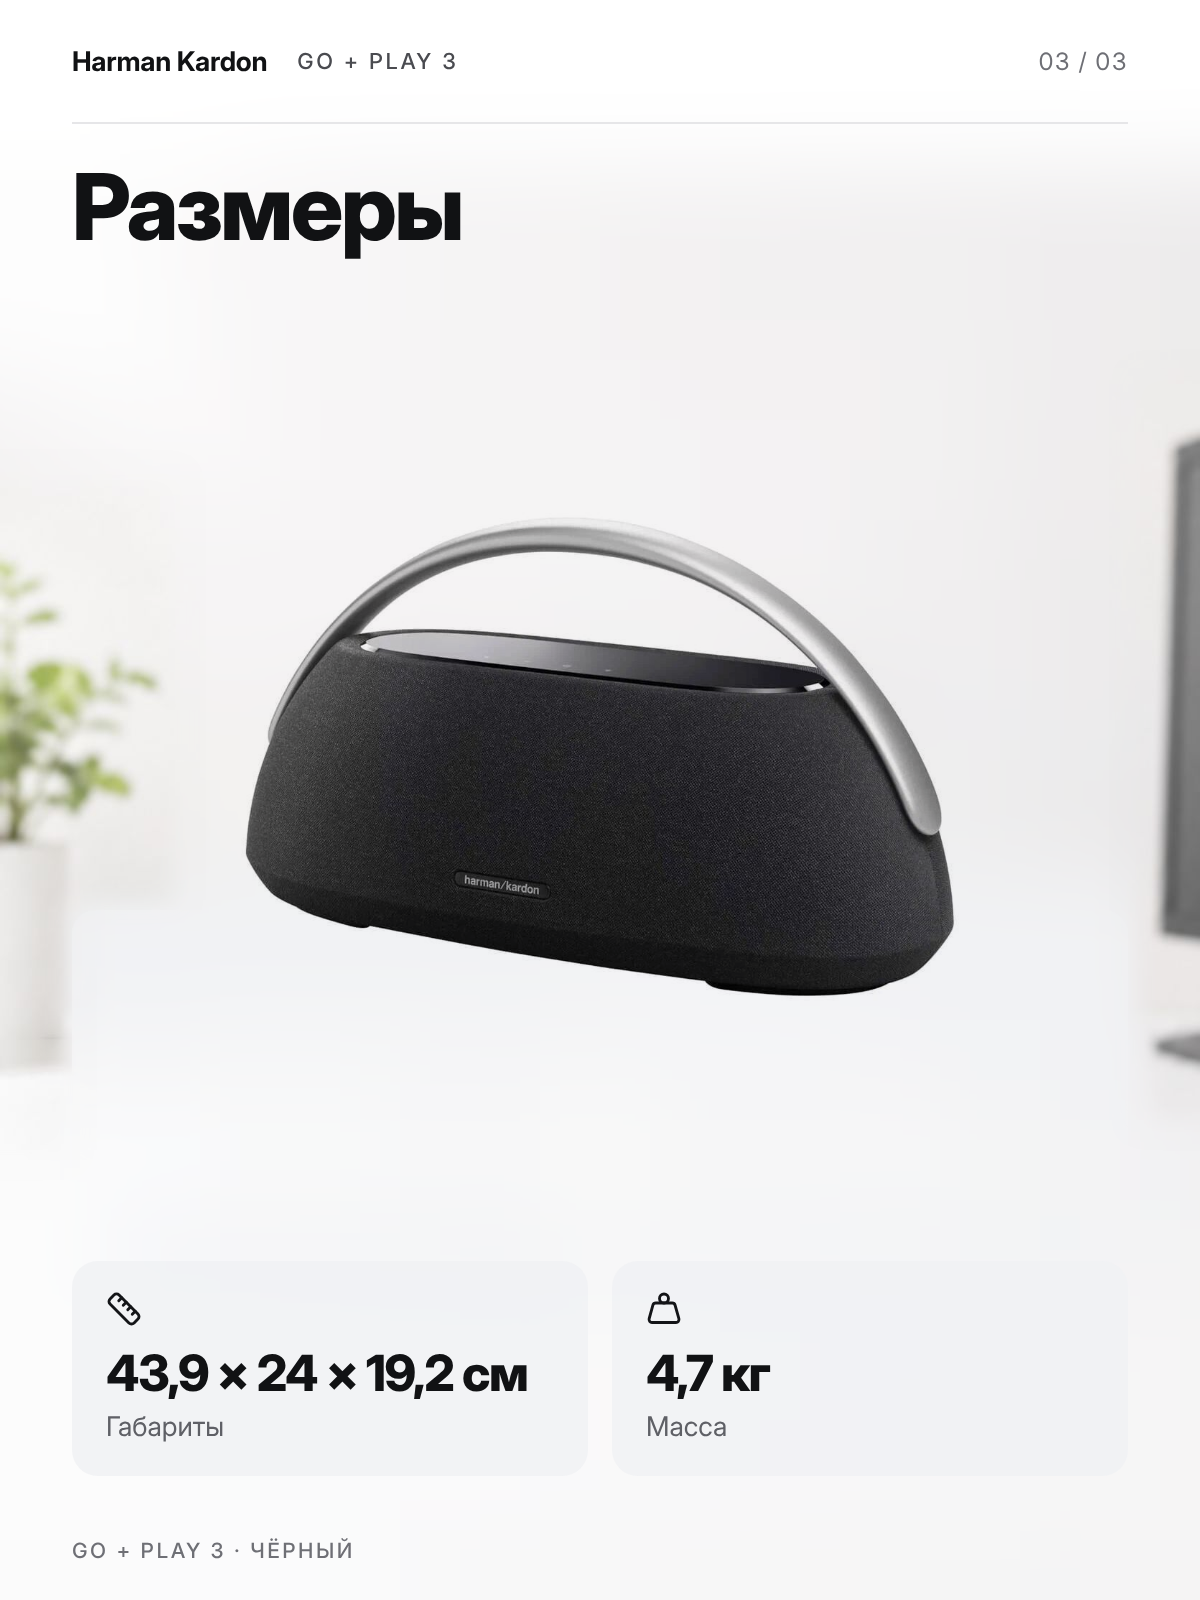 Harman Kardon GO + PLAY 3 03 / 03
Размеры
harman/kardon
43,9 × 24 × 19,2 см
Габариты
4,7 кг
Масса
GO + PLAY 3 · ЧЁРНЫЙ